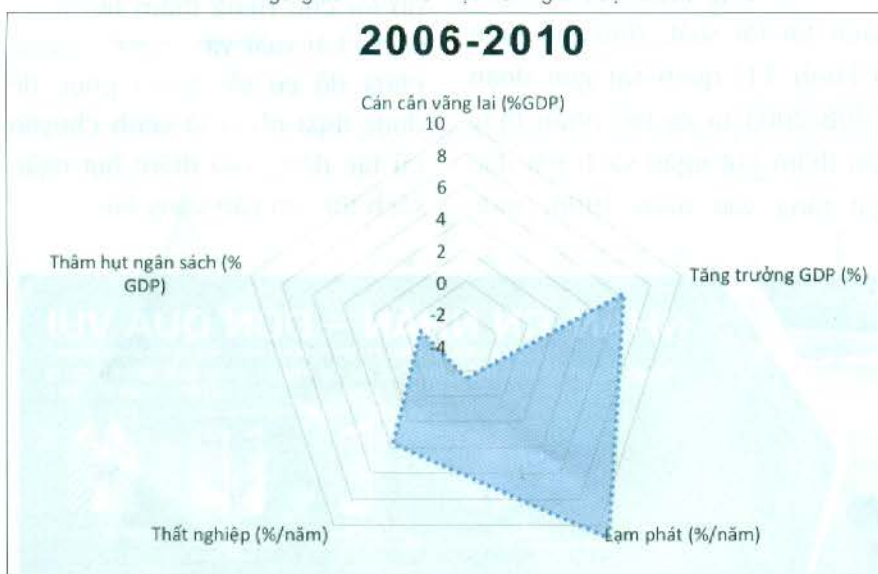 2006-2010
Cán cân vãng lai (%GDP)
10
8
6
4
2
0
-2
-4
Thâm hụt ngân sách (%
GDP)
Tăng trưởng GDP (%)
Thất nghiệp (%/năm)
Lạm phát (%/năm)